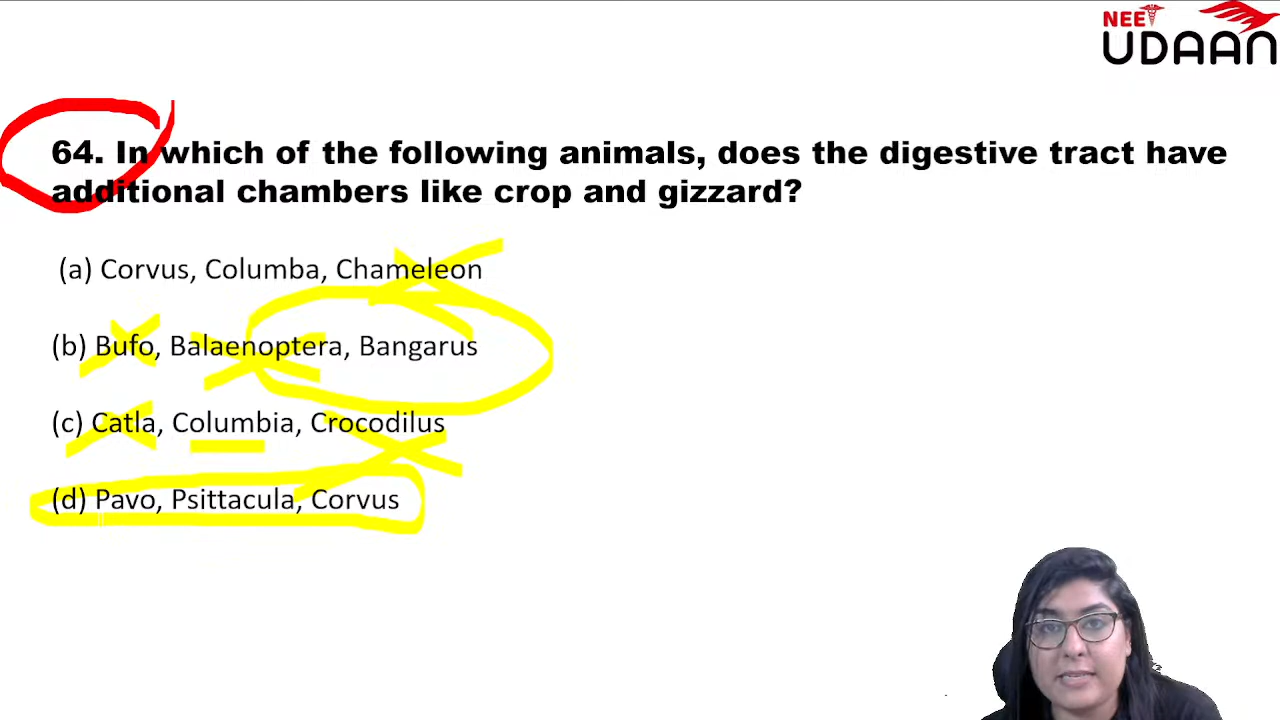 NEET
UDAAN
64. In which of the following animals, does the digestive tract have
additional chambers like crop and gizzard?
(a) Corvus, Columba, Chameleon
(b) Bufo, Balaenoptera, Bangarus
(c) Catla, Columbia, Crocodilus
(d) Pavo, Psittacula, Corvus